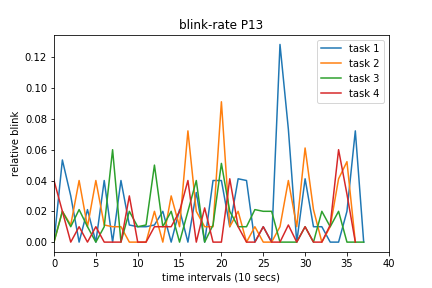 blink-rate P13
task 1
task 2
task 3
task 4
relative blink
0.12
0.10
0.08
0.06
0.04
0.02
0.00
0 5 10 15 20 25 30 35 40
time intervals (10 secs)